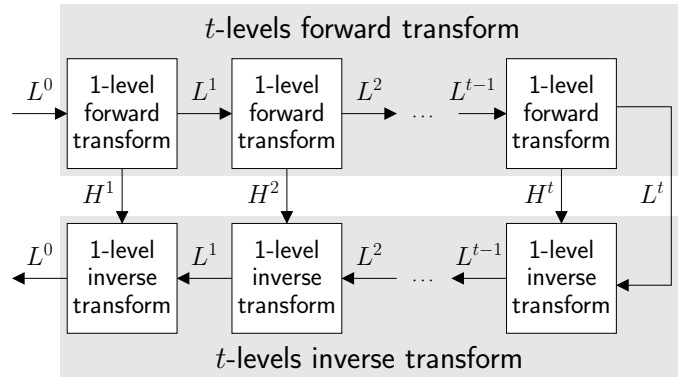 t-levels forward transform
L^0
1-level
forward
transform
L^1
1-level
forward
transform
L^2
...
L^{t-1}
1-level
forward
transform
H^1
H^2
H^t
L^t
L^0
1-level
inverse
transform
L^1
1-level
inverse
transform
L^2
...
L^{t-1}
1-level
inverse
transform
t-levels inverse transform